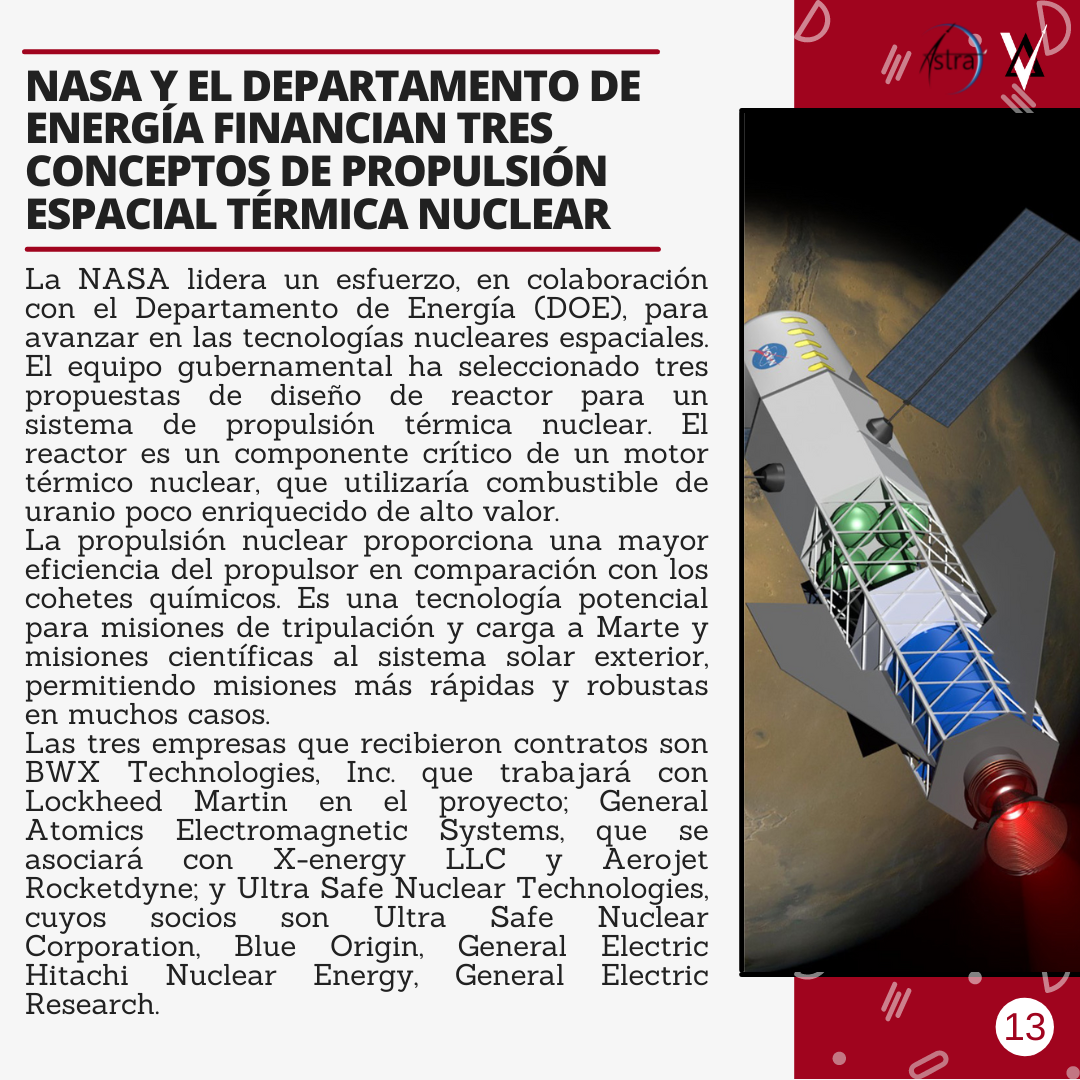 NASA Y EL DEPARTAMENTO DE
ENERGÍA FINANCIAN TRES
CONCEPTOS DE PROPULSIÓN
ESPACIAL TÉRMICA NUCLEAR
La NASA lidera un esfuerzo, en colaboración
con el Departamento de Energía (DOE), para
avanzar en las tecnologías nucleares espaciales.
El equipo gubernamental ha seleccionado tres
propuestas de diseño de reactor para un
sistema de propulsión térmica nuclear. El
reactor es un componente crítico de un motor
térmico nuclear, que utilizaría combustible de
uranio poco enriquecido de alto valor.
La propulsión nuclear proporciona una mayor
eficiencia del propulsor en comparación con los
cohetes químicos. Es una tecnología potencial
para misiones de tripulación y carga a Marte y
misiones científicas al sistema solar exterior,
permitiendo misiones más rápidas y robustas
en muchos casos.
Las tres empresas que recibieron contratos son
BWX Technologies, Inc. que trabajará con
Lockheed Martin en el proyecto; General
Atomics Electromagnetic Systems, que se
asociará con X-energy LLC y Aerojet
Rocketdyne; y Ultra Safe Nuclear Technologies,
cuyos socios son Ultra Safe Nuclear
Corporation, Blue Origin, General Electric
Hitachi Nuclear Energy, General Electric
Research.
Astra
NASA
13